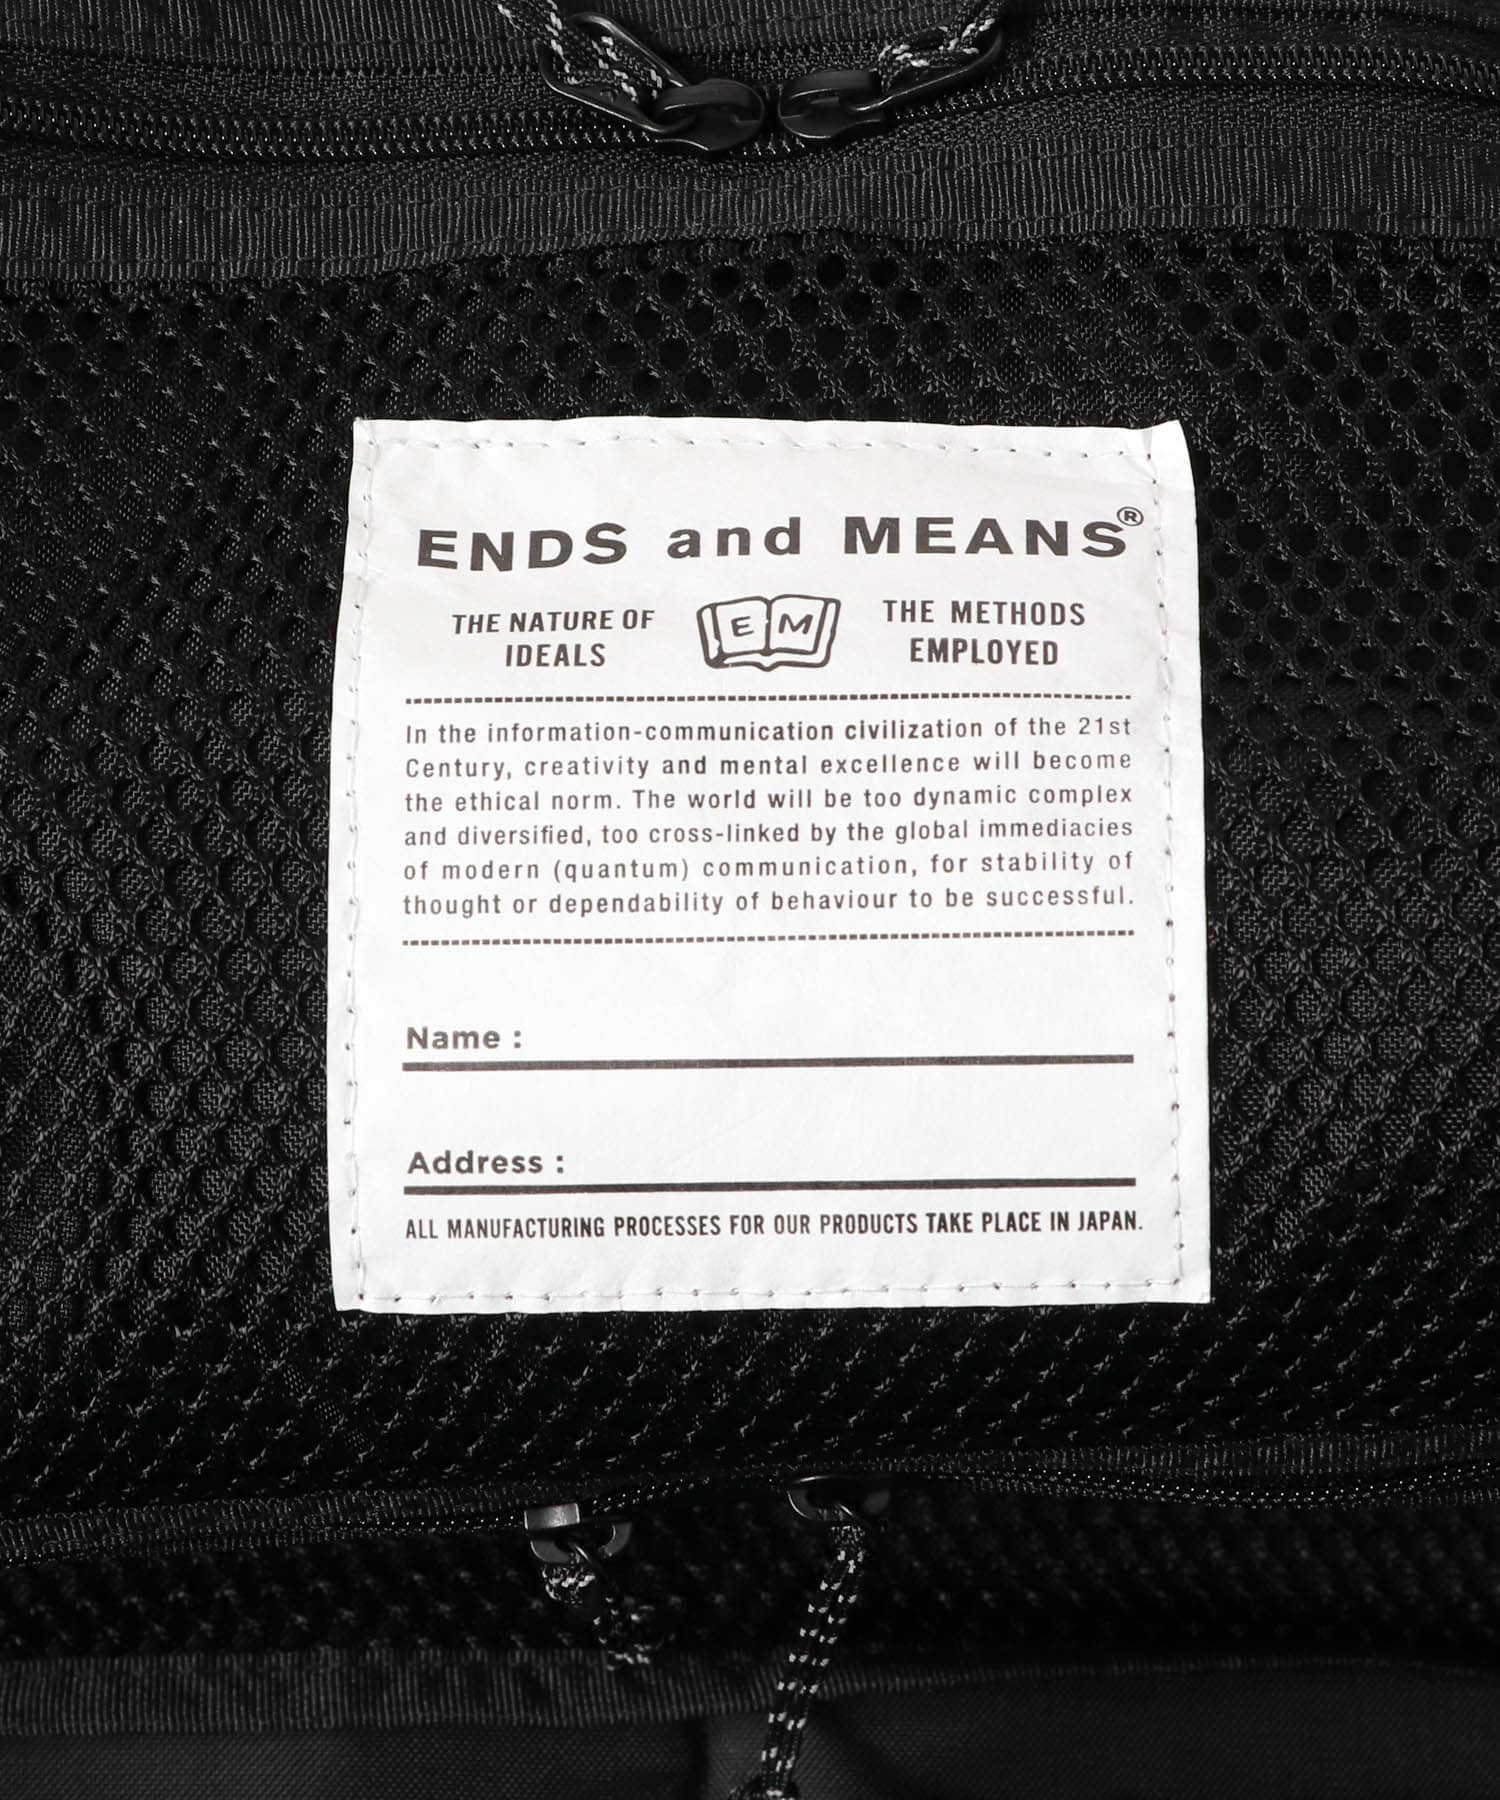 ENDS and MEANS®
THE NATURE OF IDEALS
E M
THE METHODS EMPLOYED
In the information-communication civilization of the 21st
Century, creativity and mental excellence will become
the ethical norm. The world will be too dynamic complex
and diversified, too cross-linked by the global immediacies
of modern (quantum) communication, for stability of
thought or dependability of behaviour to be successful.
Name :
Address :
ALL MANUFACTURING PROCESSES FOR OUR PRODUCTS TAKE PLACE IN JAPAN.